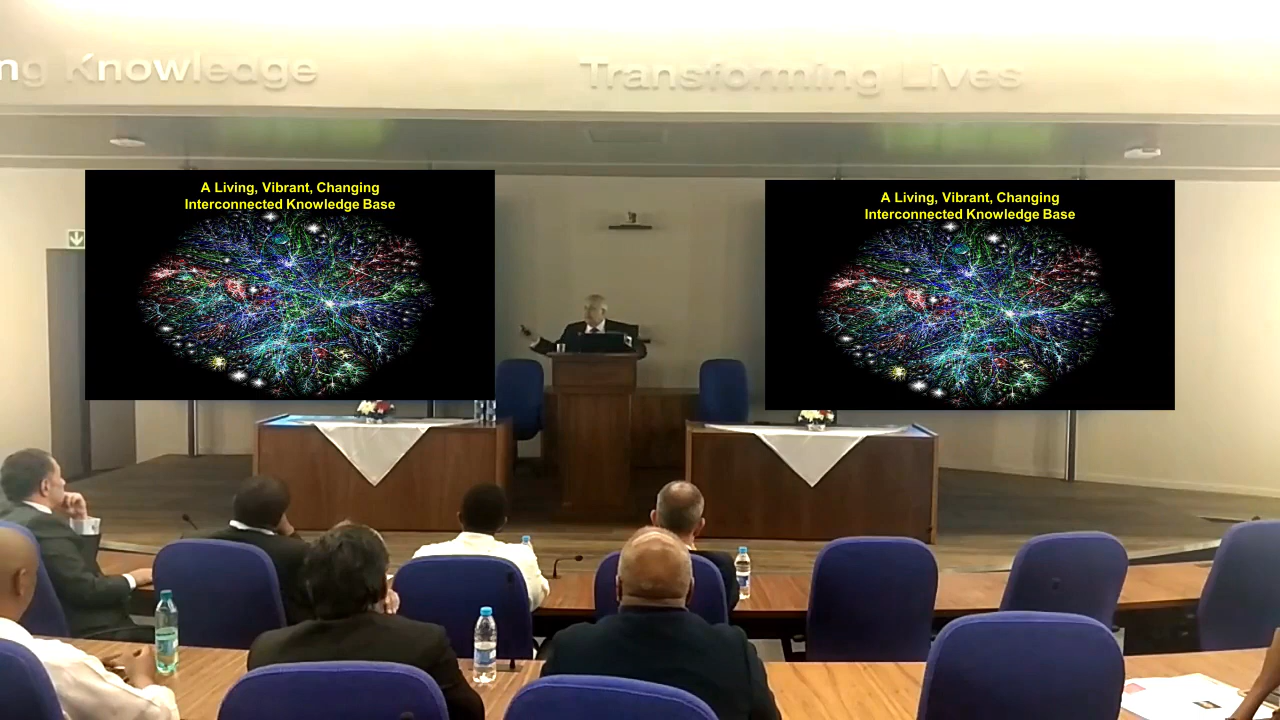 ng Knowledge
Transforming Lives
A Living, Vibrant, Changing
Interconnected Knowledge Base
A Living, Vibrant, Changing
Interconnected Knowledge Base